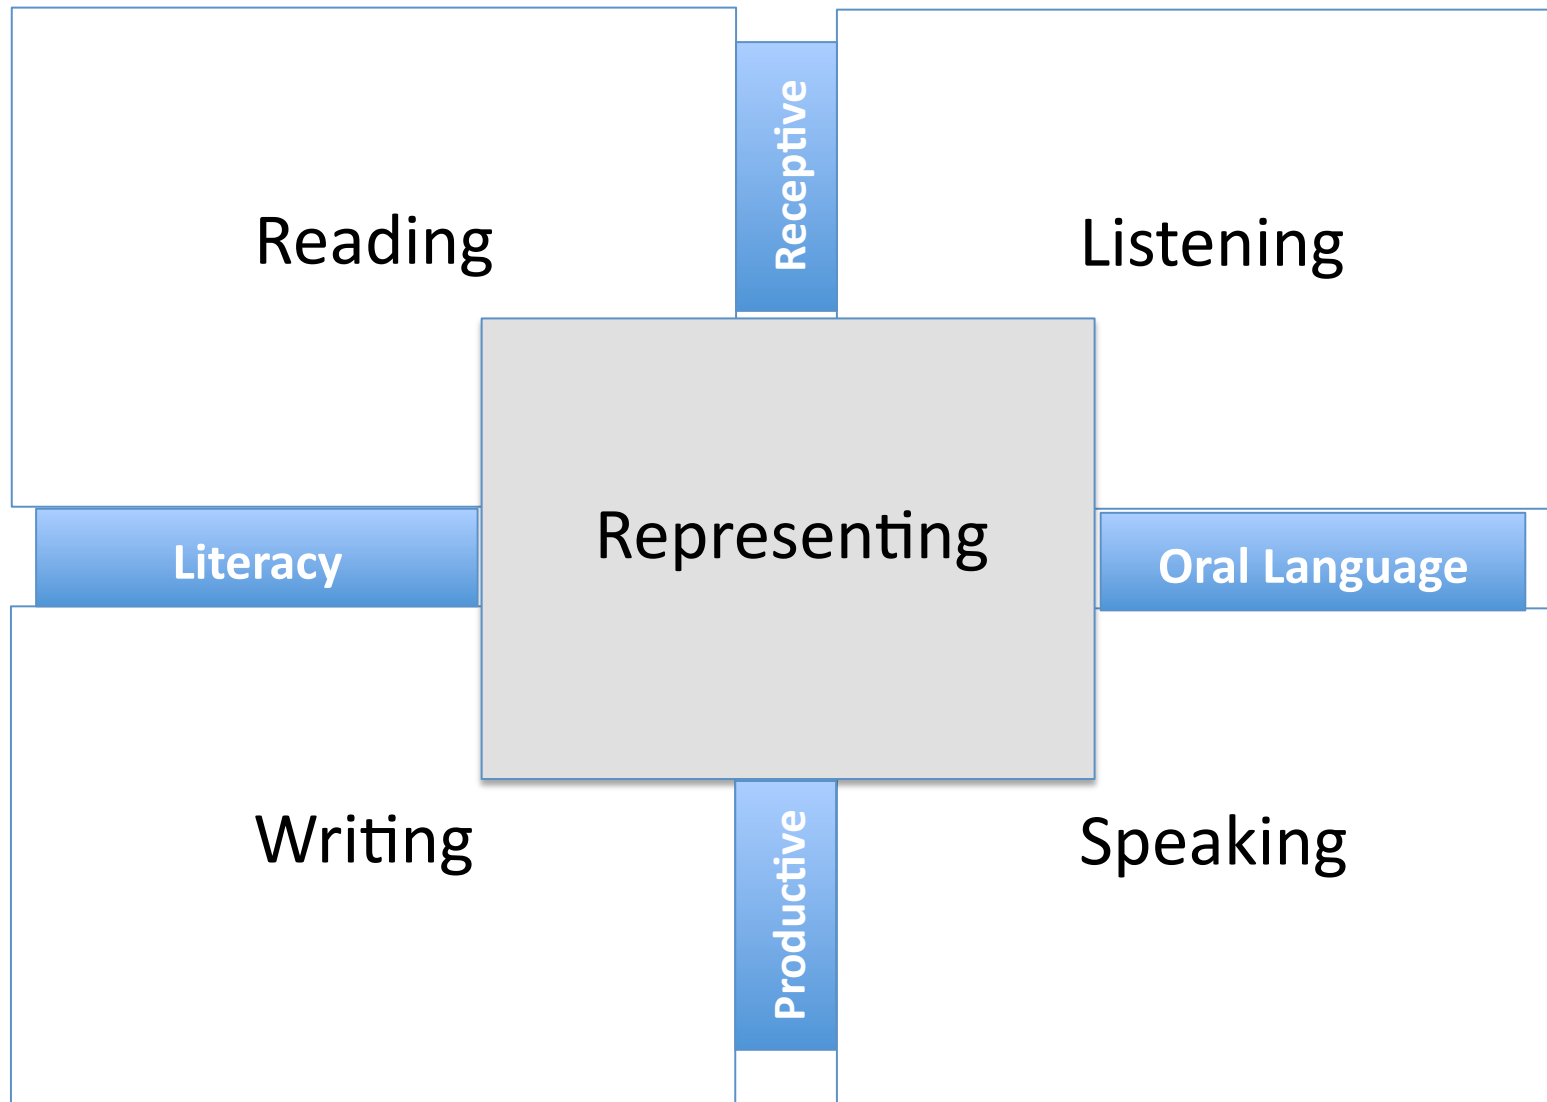 Receptive
Reading
Listening
Representing
Literacy
Oral Language
Writing
Speaking
Productive